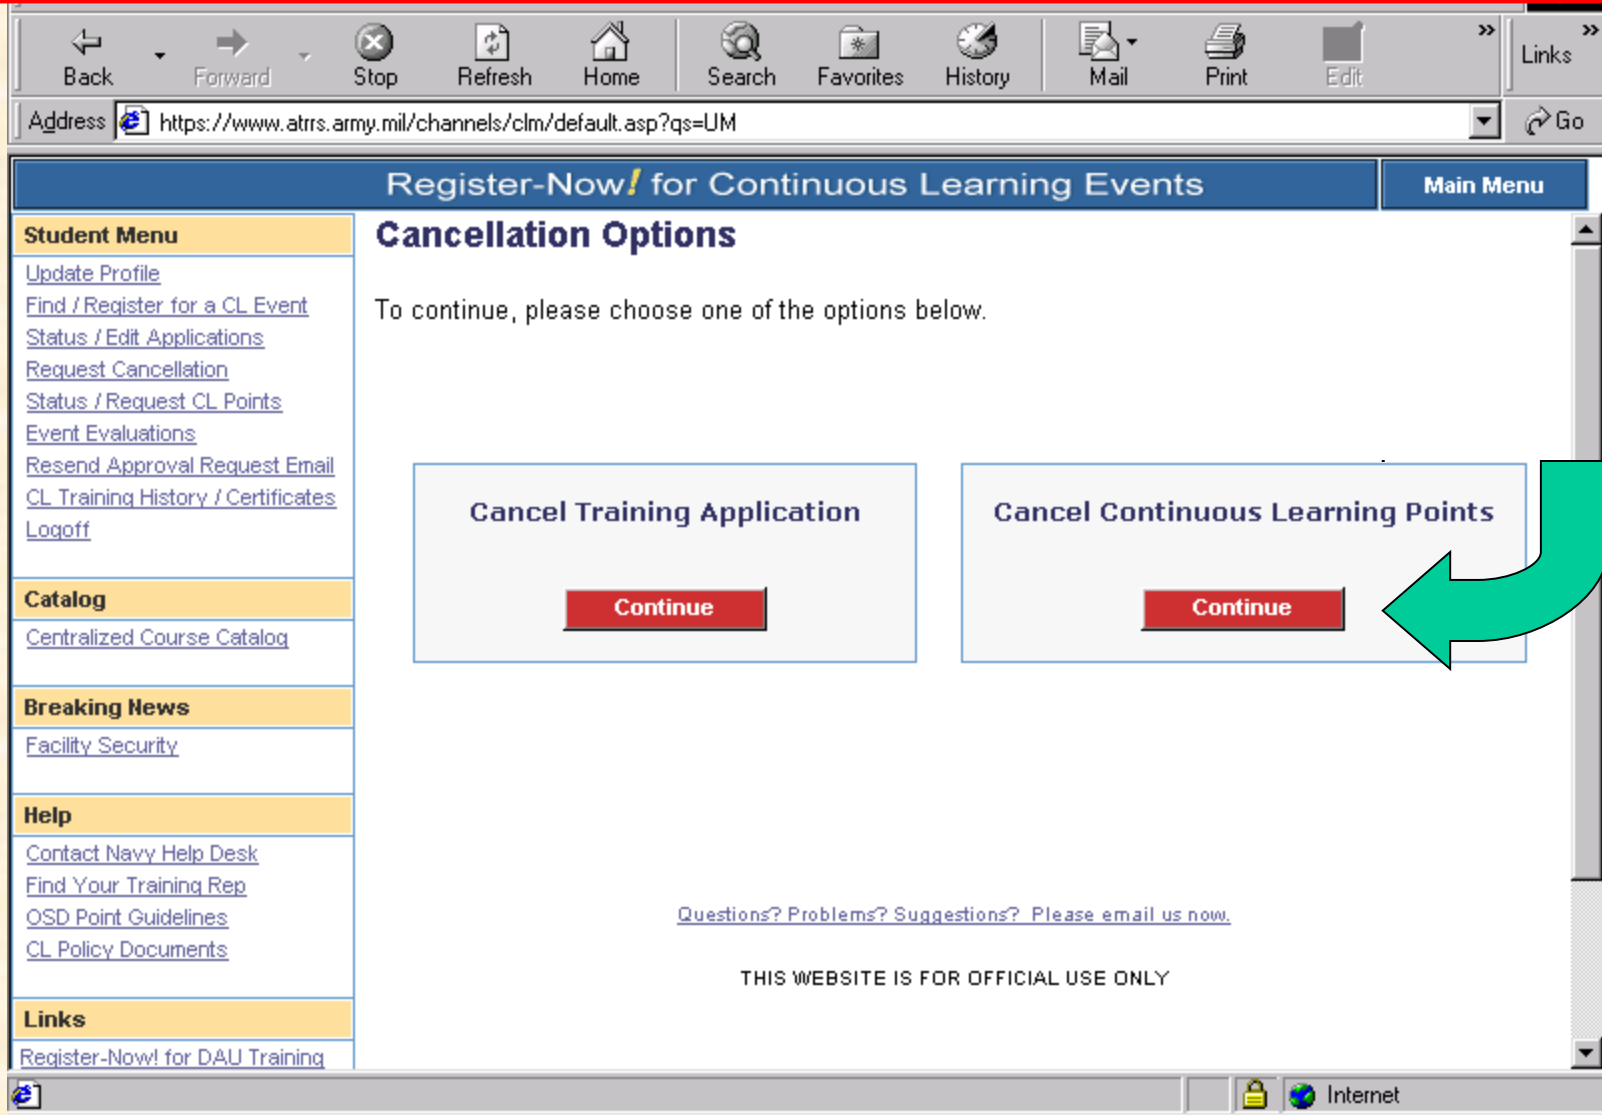 Back
Forward
Stop
Refresh
Home
Search
Favorites
History
Mail
Print
Edit
»
Links
»
Address https://www.atrrs.army.mil/channels/clm/default.asp?qs=UM
Go
Register-Now! for Continuous Learning Events
Main Menu
Student Menu
Update Profile
Find / Register for a CL Event
Status / Edit Applications
Request Cancellation
Status / Request CL Points
Event Evaluations
Resend Approval Request Email
CL Training History / Certificates
Logoff
Catalog
Centralized Course Catalog
Breaking News
Facility Security
Help
Contact Navy Help Desk
Find Your Training Rep
OSD Point Guidelines
CL Policy Documents
Links
Register-Now! for DAU Training
Cancellation Options
To continue, please choose one of the options below.
Cancel Training Application
Continue
Cancel Continuous Learning Points
Continue
Questions? Problems? Suggestions? Please email us now.
THIS WEBSITE IS FOR OFFICIAL USE ONLY
Internet